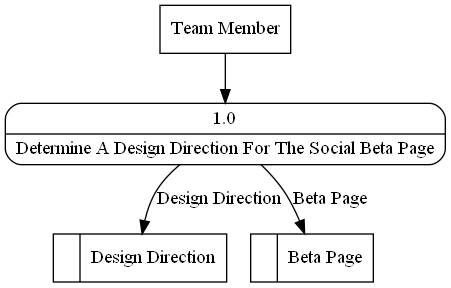 Team Member
1.0
Determine A Design Direction For The Social Beta Page
Design Direction
Beta Page
Design Direction
Beta Page